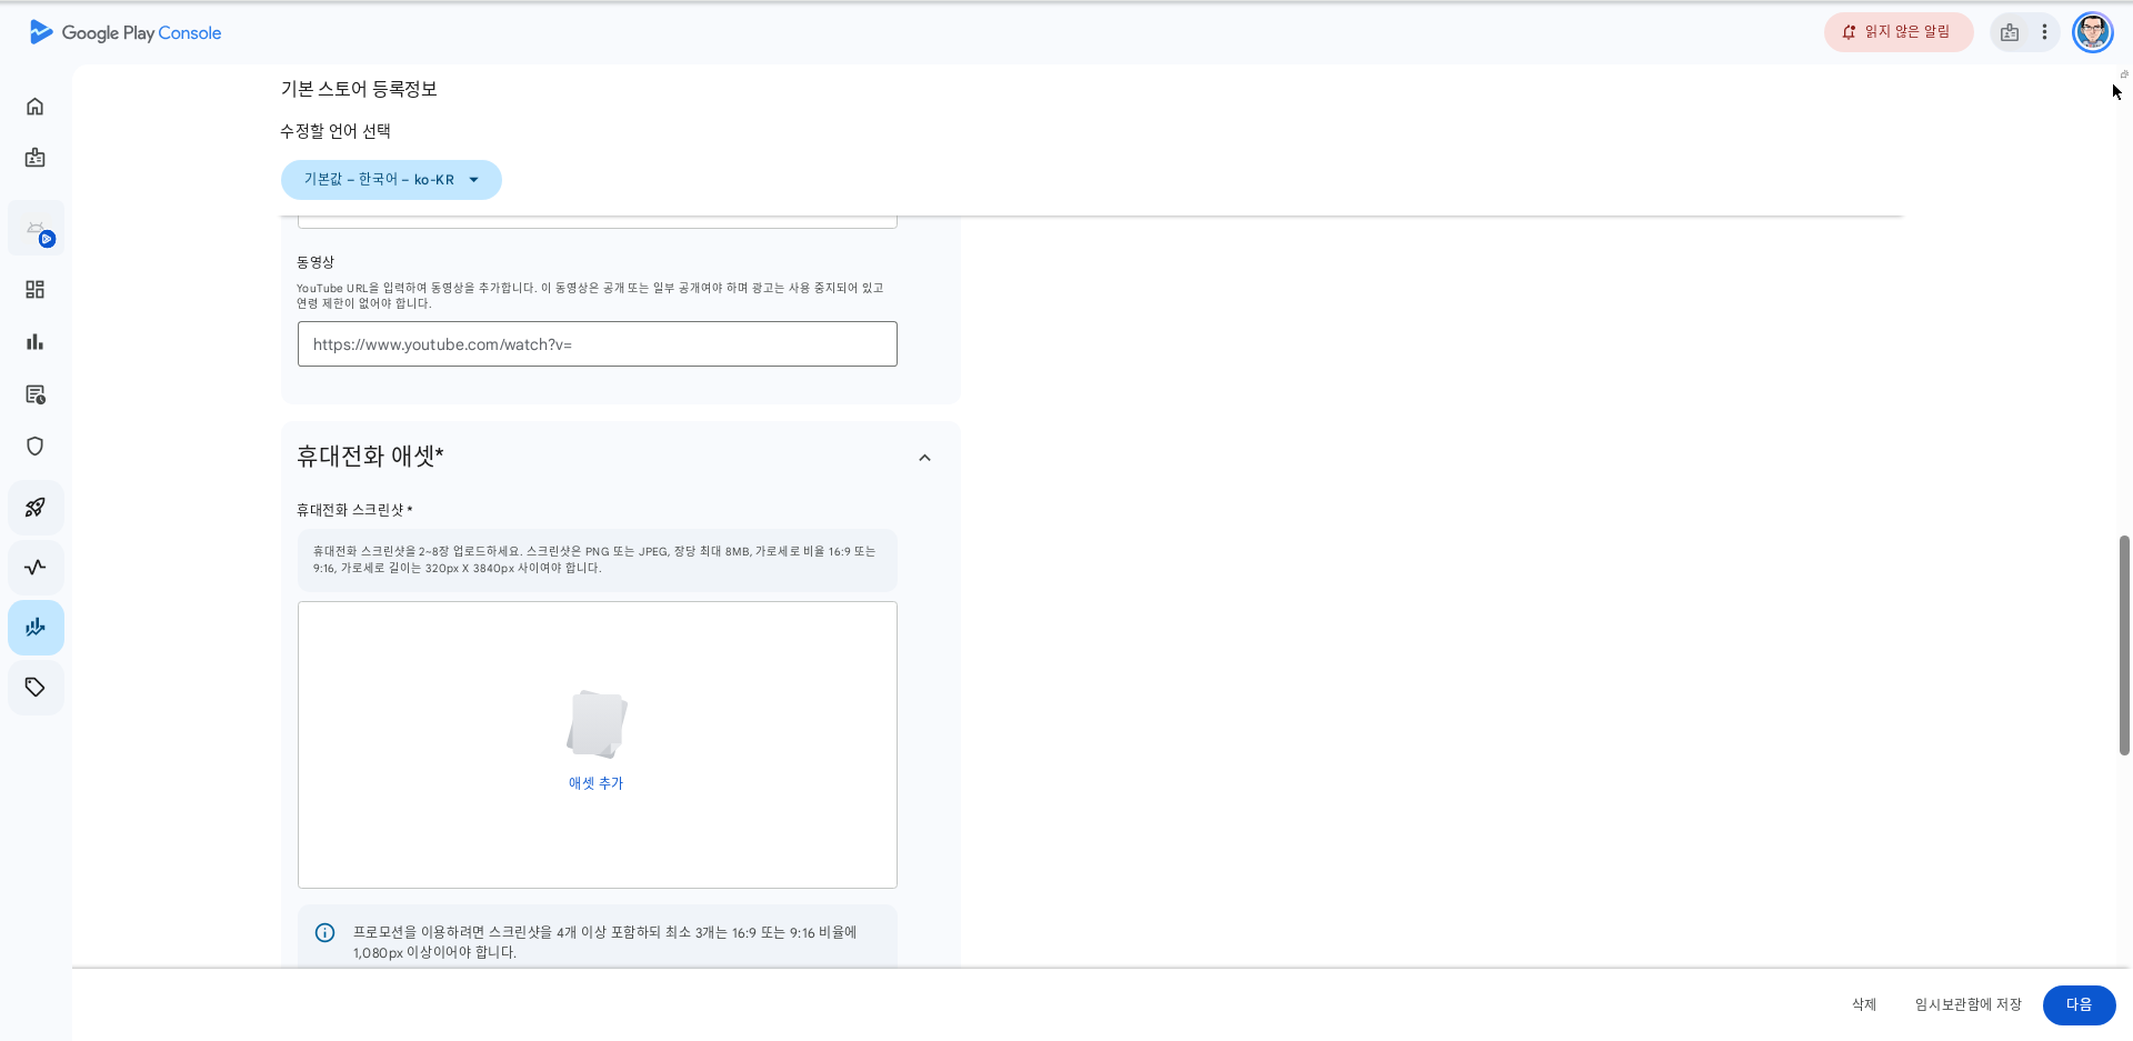 Google Play Console
읽지 않은 알림
기본 스토어 등록정보
수정할 언어 선택
기본값 – 한국어 – ko-KR
동영상
YouTube URL을 입력하여 동영상을 추가합니다. 이 동영상은 공개 또는 일부 공개여야 하며 광고는 사용 중지되어 있고
연령 제한이 없어야 합니다.
https://www.youtube.com/watch?v=
휴대전화 애셋*
휴대전화 스크린샷 *
휴대전화 스크린샷을 2~8장 업로드하세요. 스크린샷은 PNG 또는 JPEG, 장당 최대 8MB, 가로세로 비율 16:9 또는
9:16, 가로세로 길이는 320px X 3840px 사이여야 합니다.
애셋 추가
프로모션을 이용하려면 스크린샷을 4개 이상 포함하되 최소 3개는 16:9 또는 9:16 비율에
1,080px 이상이어야 합니다.
삭제
임시보관함에 저장
다음